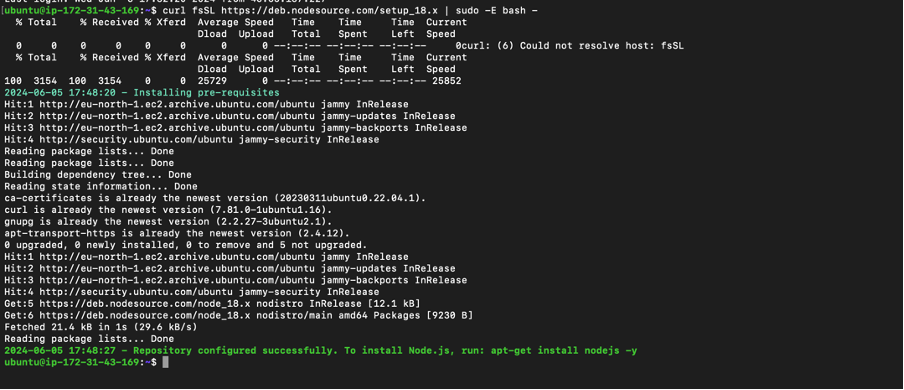 ubuntu@ip-172-31-43-169:~$ curl fsSL https://deb.nodesource.com/setup_18.x | sudo -E bash -
% Total % Received % Xferd Average Speed Time Time Time Current
Dload Upload Total Spent Left Speed
0 0 0 0 0 0 0 0 --:--:-- --:--:-- --:--:-- 0curl: (6) Could not resolve host: fsSL
% Total % Received % Xferd Average Speed Time Time Time Current
Dload Upload Total Spent Left Speed
100 3154 100 3154 0 0 25729 0 --:--:-- --:--:-- --:--:-- 25852
2024-06-05 17:48:20 - Installing pre-requisites
Hit:1 http://eu-north-1.ec2.archive.ubuntu.com/ubuntu jammy InRelease
Hit:2 http://eu-north-1.ec2.archive.ubuntu.com/ubuntu jammy-updates InRelease
Hit:3 http://eu-north-1.ec2.archive.ubuntu.com/ubuntu jammy-backports InRelease
Hit:4 http://security.ubuntu.com/ubuntu jammy-security InRelease
Reading package lists... Done
Reading package lists... Done
Building dependency tree... Done
Reading state information... Done
ca-certificates is already the newest version (20230311ubuntu0.22.04.1).
curl is already the newest version (7.81.0-1ubuntu1.16).
gnupg is already the newest version (2.2.27-3ubuntu2.1).
apt-transport-https is already the newest version (2.4.12).
0 upgraded, 0 newly installed, 0 to remove and 5 not upgraded.
Hit:1 http://eu-north-1.ec2.archive.ubuntu.com/ubuntu jammy InRelease
Hit:2 http://eu-north-1.ec2.archive.ubuntu.com/ubuntu jammy-updates InRelease
Hit:3 http://eu-north-1.ec2.archive.ubuntu.com/ubuntu jammy-backports InRelease
Hit:4 http://security.ubuntu.com/ubuntu jammy-security InRelease
Get:5 https://deb.nodesource.com/node_18.x nodistro InRelease [12.1 kB]
Get:6 https://deb.nodesource.com/node_18.x nodistro/main amd64 Packages [9230 B]
Fetched 21.4 kB in 1s (29.6 kB/s)
Reading package lists... Done
2024-06-05 17:48:27 - Repository configured successfully. To install Node.js, run: apt-get install nodejs -y
ubuntu@ip-172-31-43-169:~$